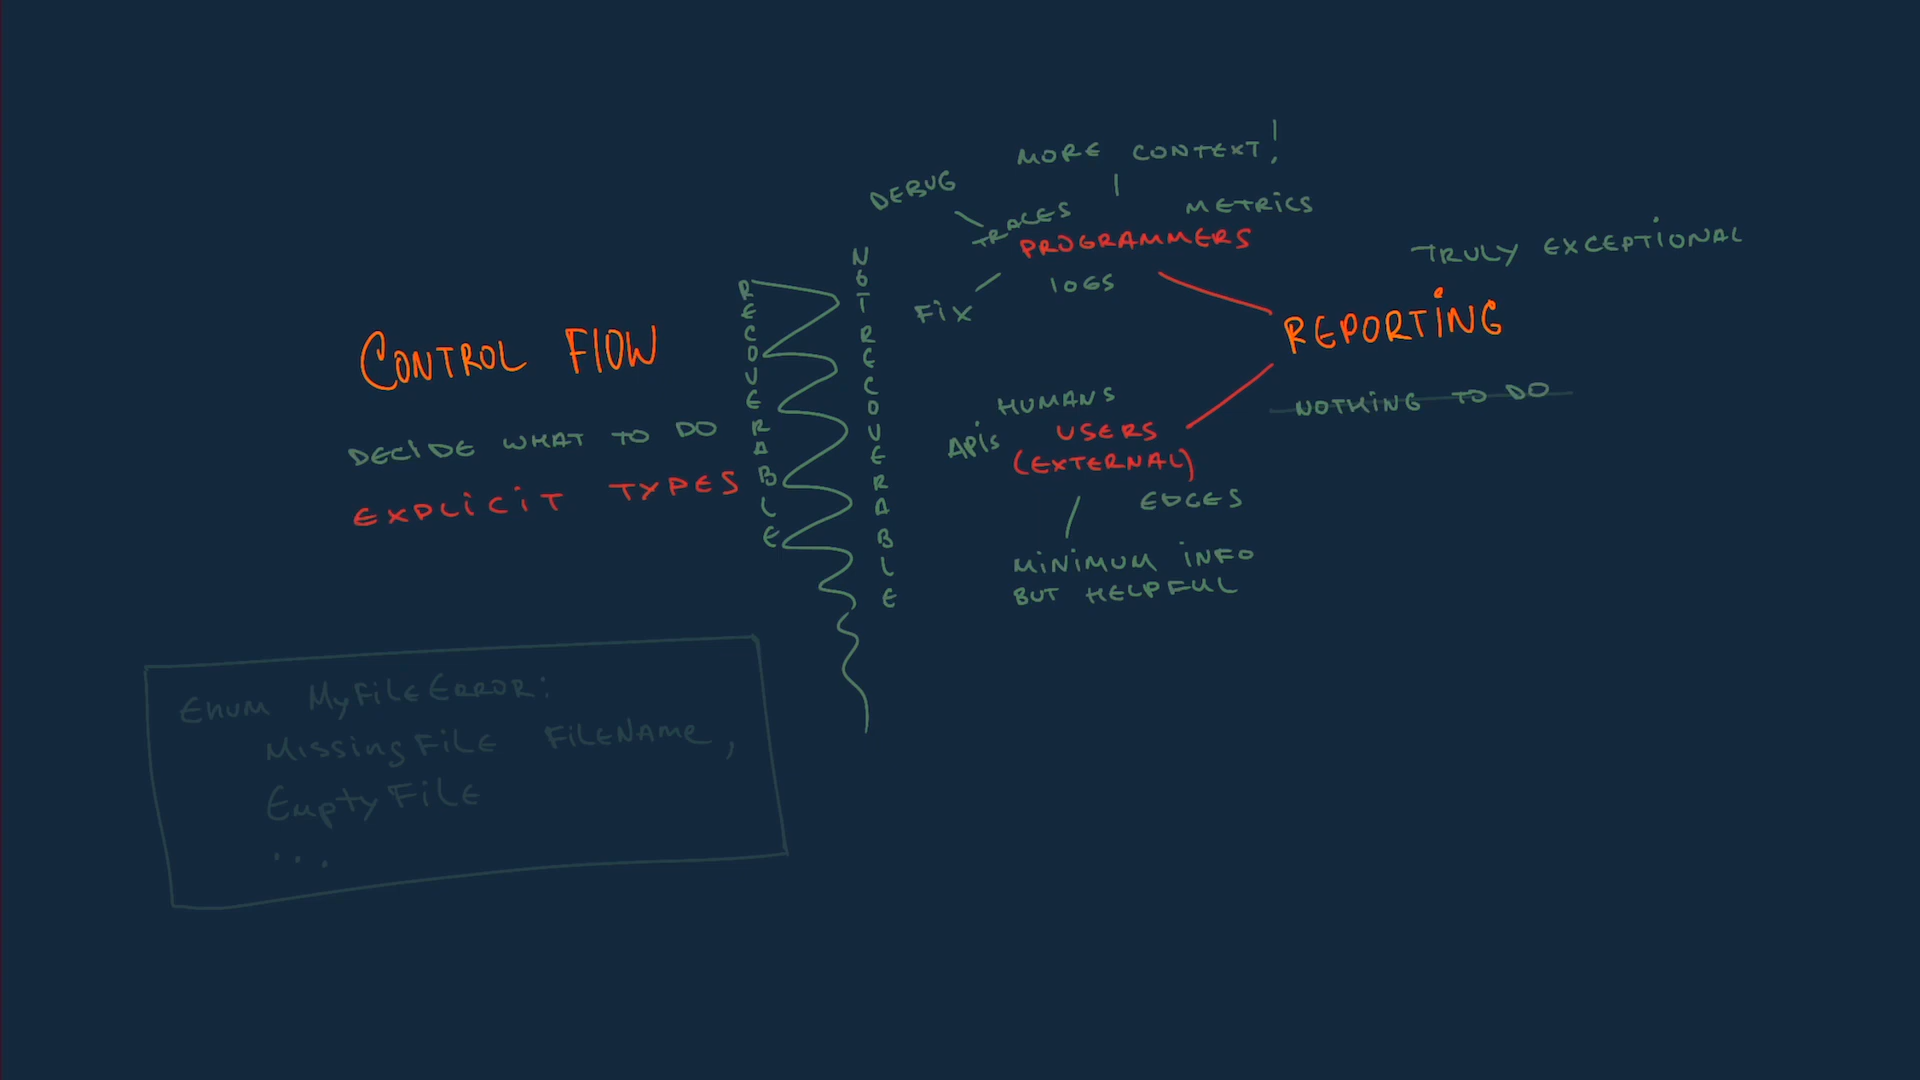 MORE CONTEXT!
DEBUG
TRACES
METRICS
PROGRAMMERS
LOGS
FIX
TRULY EXCEPTIONAL
REPORTING
NOTHING TO DO
CONTROL FLOW
DECIDE WHAT TO DO
EXPLICIT TYPES
RECOVERABLE
NOT RECOVERABLE
HUMANS
APIs
USERS
(EXTERNAL)
EDGES
MINIMUM INFO
BUT HELPFUL
Enum MyFileError:
MissingFile FileName,
EmptyFile
...